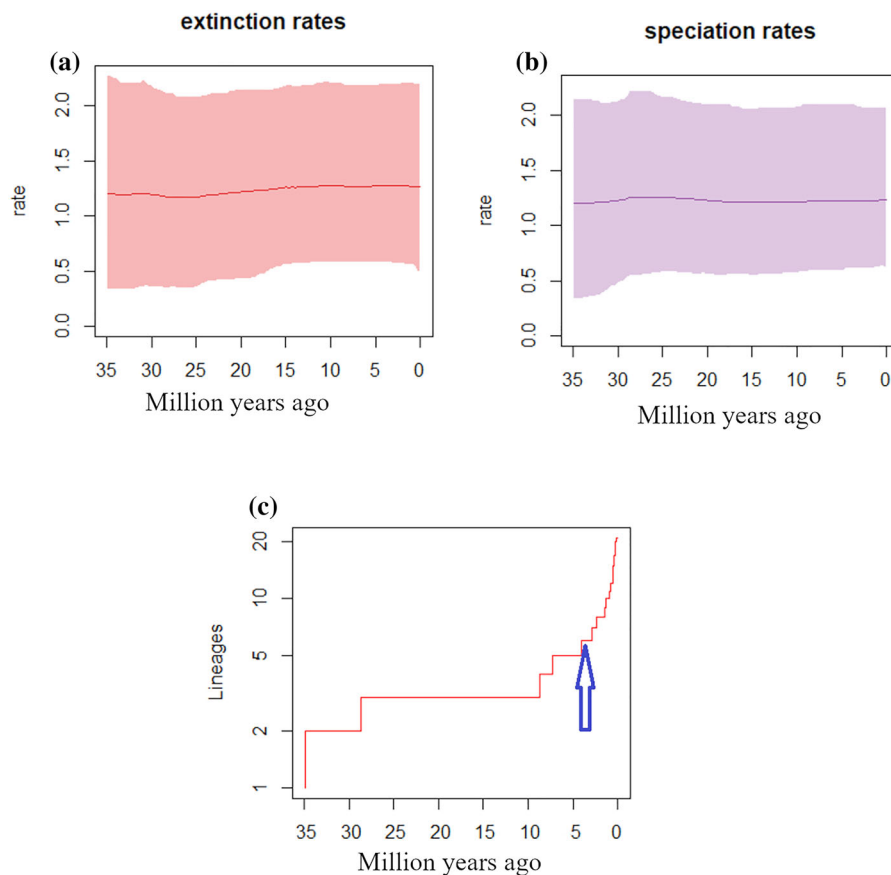 extinction rates
(a)
rate
2.0
1.5
1.0
0.5
0.0
35 30 25 20 15 10 5 0
Million years ago
speciation rates
(b)
rate
2.0
1.5
1.0
0.5
0.0
35 30 25 20 15 10 5 0
Million years ago
(c)
Lineages
20
10
5
2
1
35 30 25 20 15 10 5 0
Million years ago